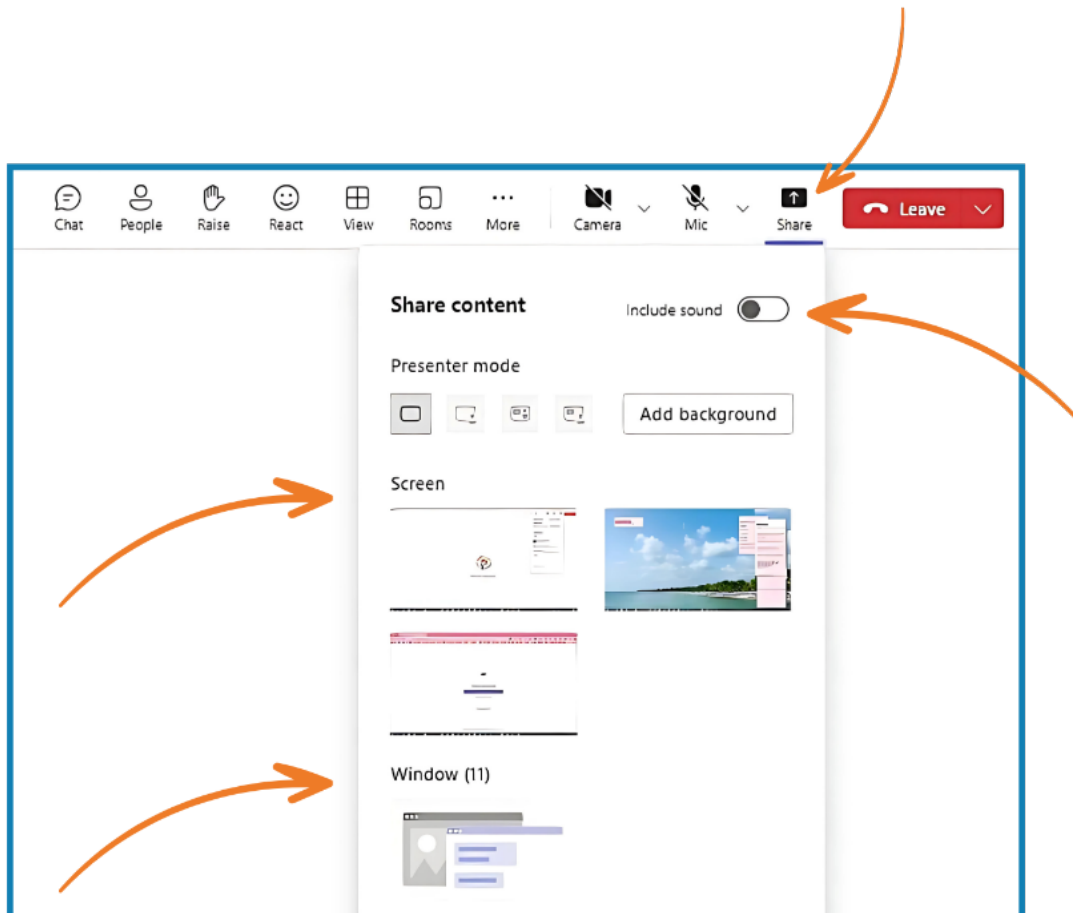 Chat People Raise React View Rooms More Camera Mic Share Leave
Share content Include sound
Presenter mode
Add background
Screen
Window (11)